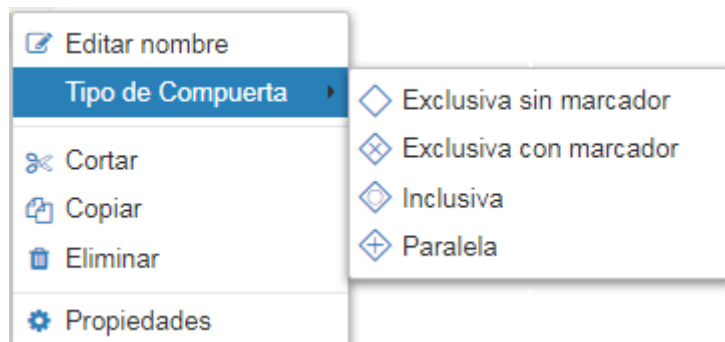 Editar nombre
Tipo de Compuerta
Cortar
Copiar
Eliminar
Propiedades
Exclusiva sin marcador
Exclusiva con marcador
Inclusiva
Paralela